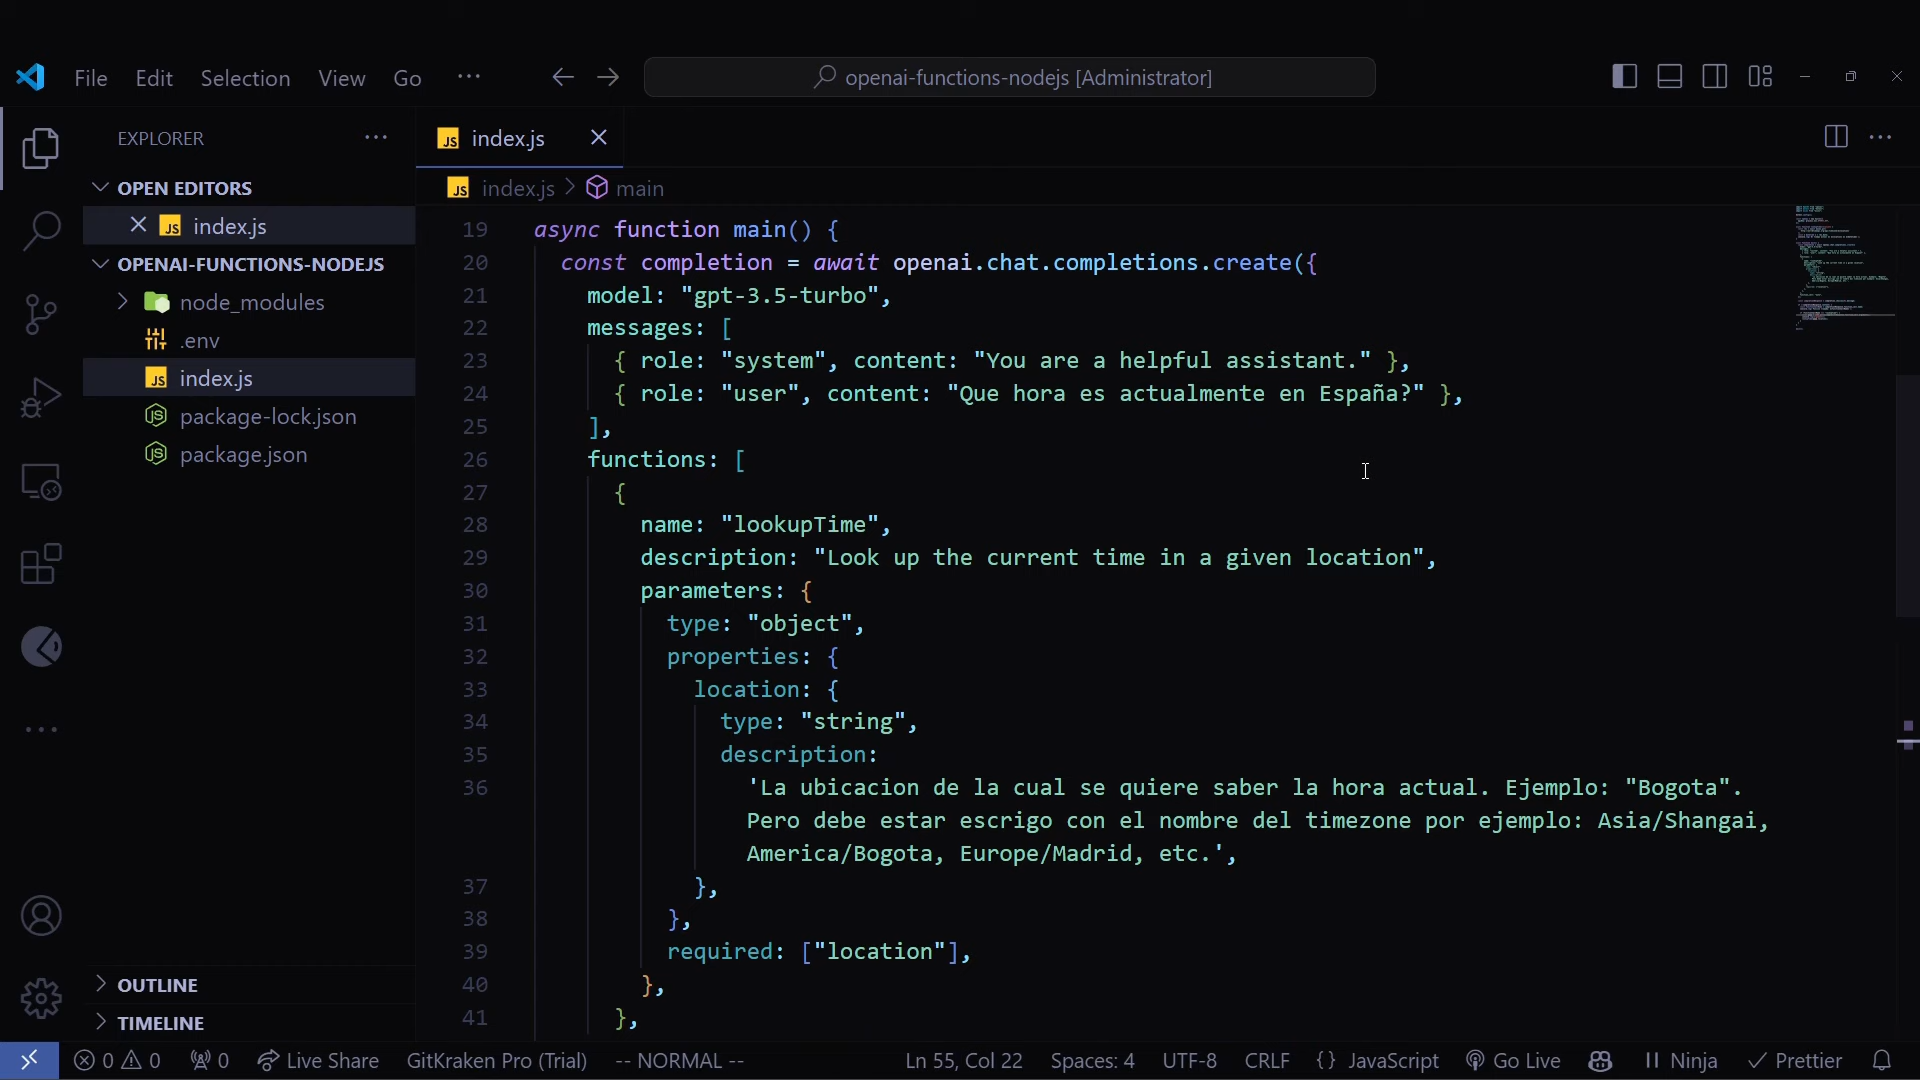 File Edit Selection View Go ··· openai-functions-nodejs [Administrator]
EXPLORER ··· index.js
OPEN EDITORS
index.js > main
index.js
OPENAI-FUNCTIONS-NODEJS
node_modules
.env
index.js
package-lock.json
package.json
OUTLINE
TIMELINE
19 async function main() {
20 const completion = await openai.chat.completions.create({
21 model: "gpt-3.5-turbo",
22 messages: [
23 { role: "system", content: "You are a helpful assistant." },
24 { role: "user", content: "Que hora es actualmente en España?" },
25 ],
26 functions: [
27 {
28 name: "lookupTime",
29 description: "Look up the current time in a given location",
30 parameters: {
31 type: "object",
32 properties: {
33 location: {
34 type: "string",
35 description:
36 'La ubicacion de la cual se quiere saber la hora actual. Ejemplo: "Bogota".
Pero debe estar escrigo con el nombre del timezone por ejemplo: Asia/Shangai,
America/Bogota, Europe/Madrid, etc.',
37 },
38 },
39 required: ["location"],
40 },
41 },
0 0 0 Live Share GitKraken Pro (Trial) -- NORMAL -- Ln 55, Col 22 Spaces: 4 UTF-8 CRLF {} JavaScript Go Live Ninja Prettier